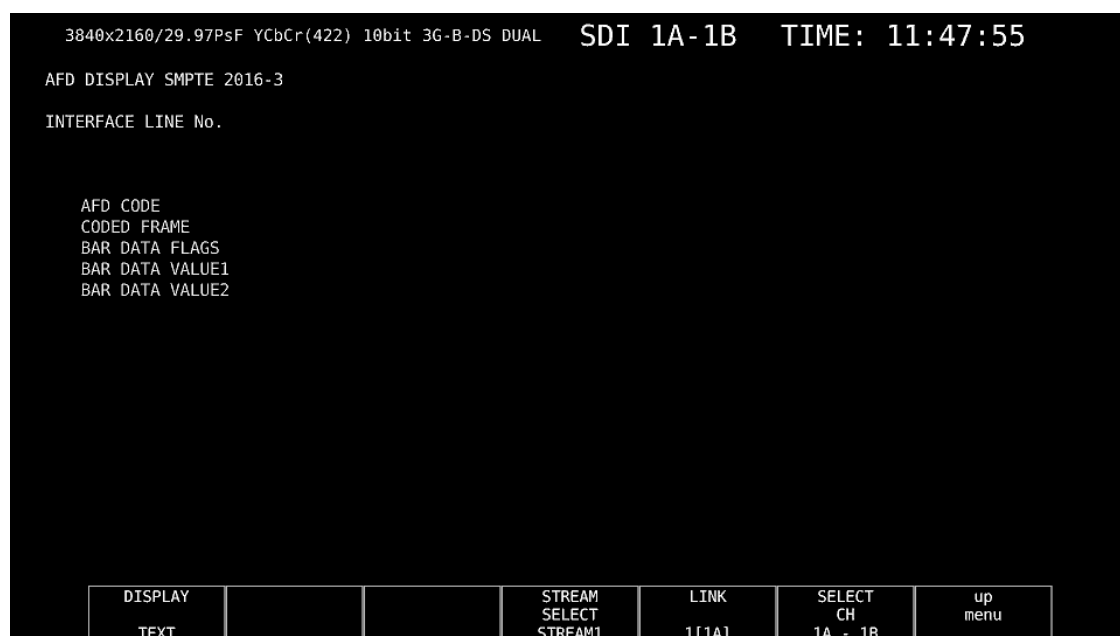 3840x2160/29.97PsF YCbCr(422) 10bit 3G-B-DS DUAL SDI 1A-1B TIME: 11:47:55
AFD DISPLAY SMPTE 2016-3
INTERFACE LINE No.
AFD CODE
CODED FRAME
BAR DATA FLAGS
BAR DATA VALUE1
BAR DATA VALUE2
DISPLAY
TEXT
STREAM
SELECT
STREAM1
LINK
1[1A]
SELECT
CH
1A - 1B
up
menu